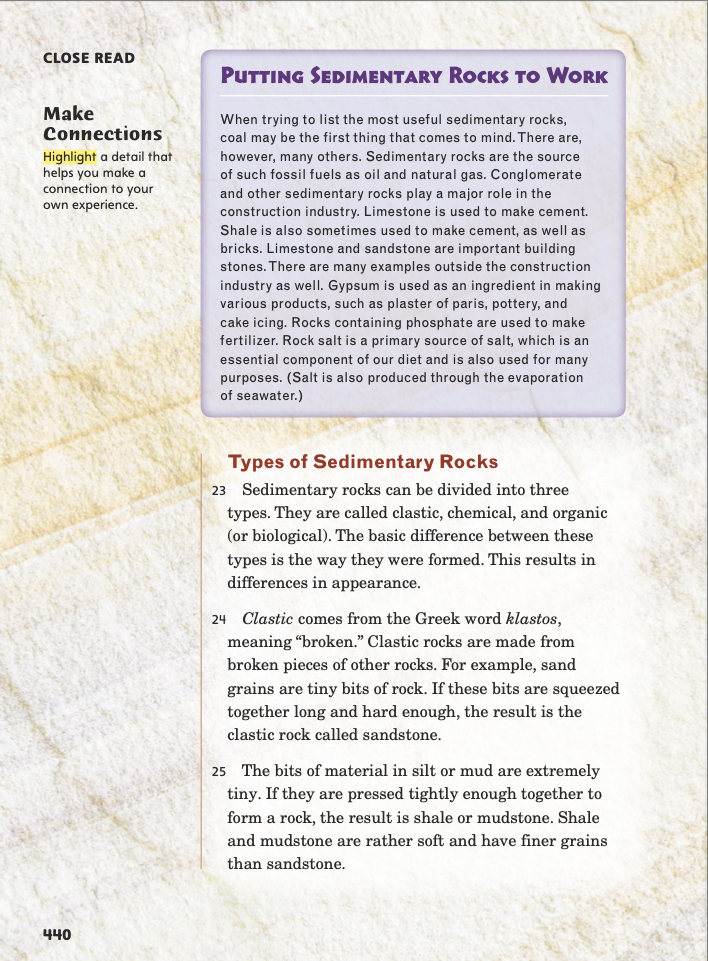 CLOSE READ
Make
Connections
Highlight a detail that
helps you make a
connection to your
own experience.
PUTTING SEDIMENTARY ROCKS TO WORK
When trying to list the most useful sedimentary rocks,
coal may be the first thing that comes to mind. There are,
however, many others. Sedimentary rocks are the source
of such fossil fuels as oil and natural gas. Conglomerate
and other sedimentary rocks play a major role in the
construction industry. Limestone is used to make cement.
Shale is also sometimes used to make cement, as well as
bricks. Limestone and sandstone are important building
stones. There are many examples outside the construction
industry as well. Gypsum is used as an ingredient in making
various products, such as plaster of paris, pottery, and
cake icing. Rocks containing phosphate are used to make
fertilizer. Rock salt is a primary source of salt, which is an
essential component of our diet and is also used for many
purposes. (Salt is also produced through the evaporation
of seawater.)
Types of Sedimentary Rocks
23 Sedimentary rocks can be divided into three
types. They are called clastic, chemical, and organic
(or biological). The basic difference between these
types is the way they were formed. This results in
differences in appearance.
24 Clastic comes from the Greek word klastos,
meaning “broken.” Clastic rocks are made from
broken pieces of other rocks. For example, sand
grains are tiny bits of rock. If these bits are squeezed
together long and hard enough, the result is the
clastic rock called sandstone.
25 The bits of material in silt or mud are extremely
tiny. If they are pressed tightly enough together to
form a rock, the result is shale or mudstone. Shale
and mudstone are rather soft and have finer grains
than sandstone.
440